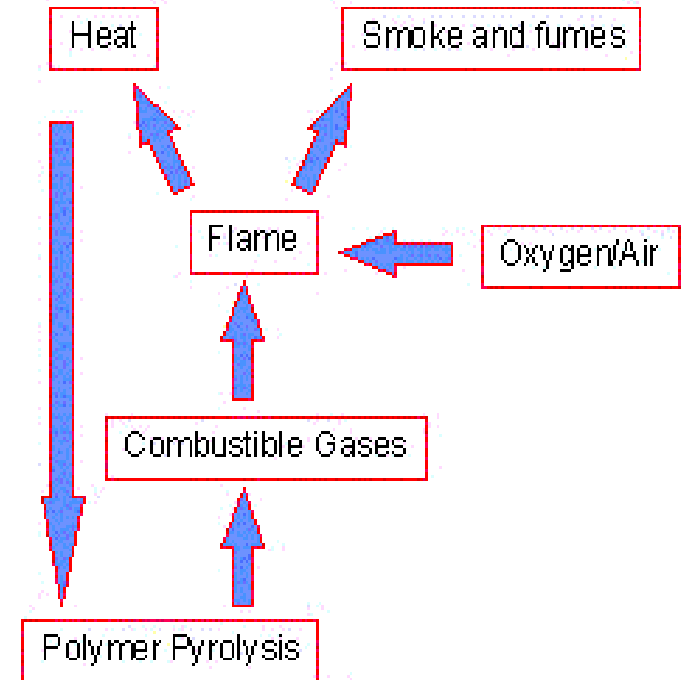 Heat
Smoke and fumes
Flame
Oxygen/Air
Combustible Gases
Polymer Pyrolysis